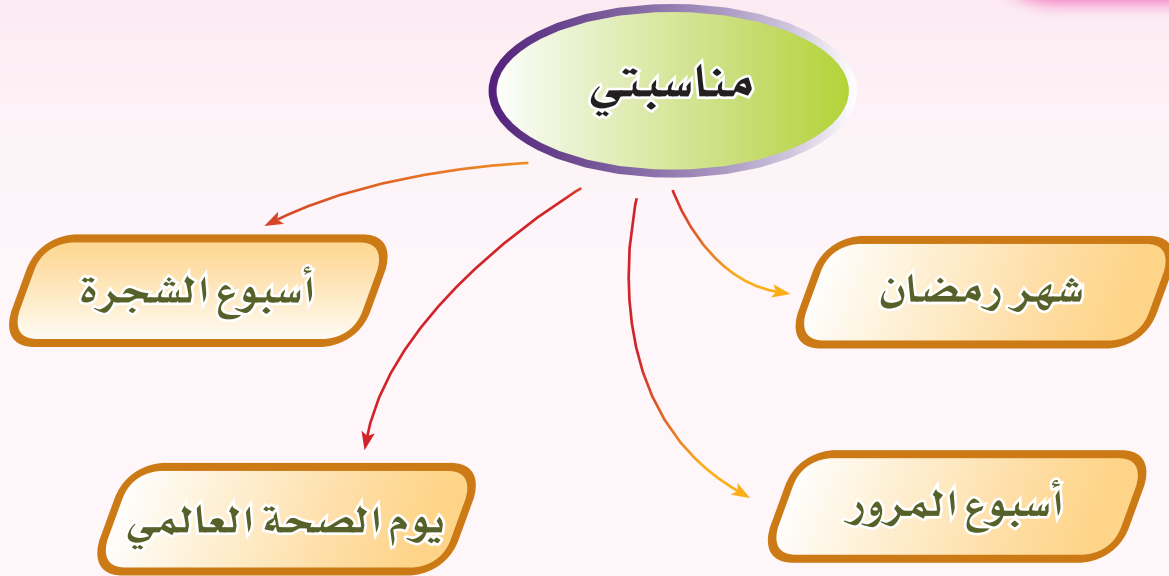 مناسبتي
شهر رمضان
أسبوع الشجرة
أسبوع المرور
يوم الصحة العالمي